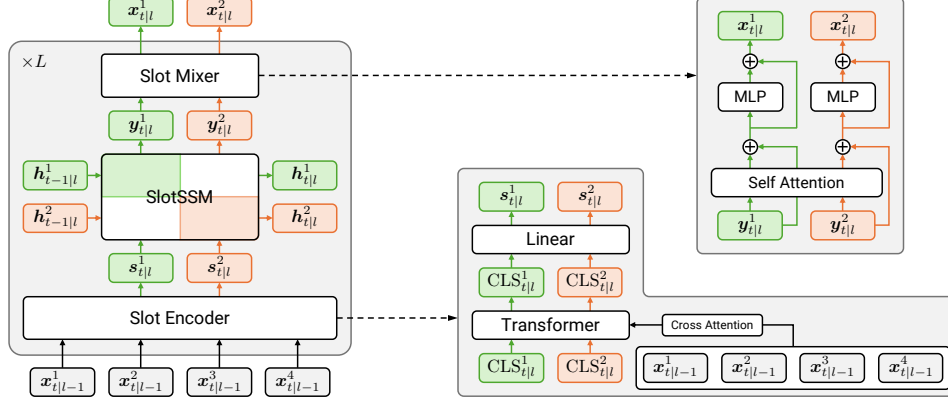 x^1_{t|l} x^2_{t|l}
×L
Slot Mixer
y^1_{t|l} y^2_{t|l}
h^1_{t−1|l} SlotSSM h^1_{t|l}
h^2_{t−1|l} h^2_{t|l}
s^1_{t|l} s^2_{t|l}
Slot Encoder
x^1_{t|l−1} x^2_{t|l−1} x^3_{t|l−1} x^4_{t|l−1}
s^1_{t|l} s^2_{t|l}
Linear
CLS^1_{t|l} CLS^2_{t|l}
Transformer
Cross Attention
CLS^1_{t|l} CLS^2_{t|l}
x^1_{t|l−1} x^2_{t|l−1} x^3_{t|l−1} x^4_{t|l−1}
x^1_{t|l} x^2_{t|l}
MLP MLP
Self Attention
y^1_{t|l} y^2_{t|l}